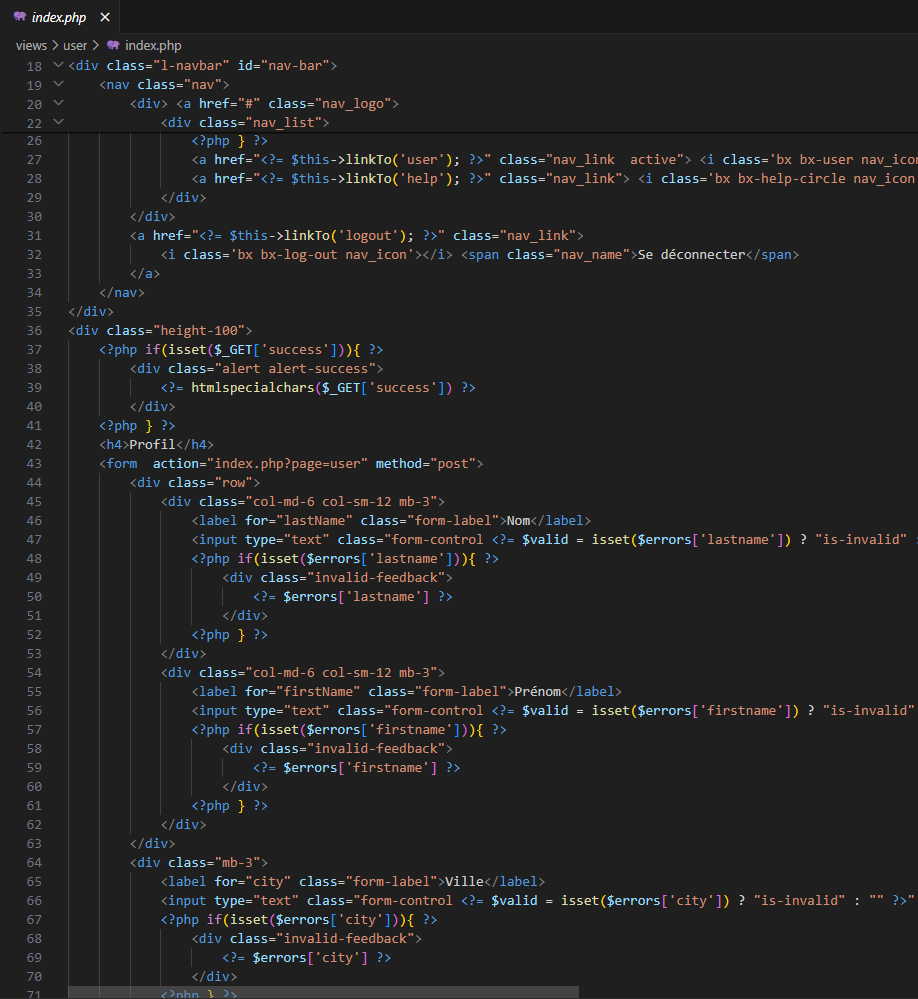 index.php
views > user > index.php
18 <div class="l-navbar" id="nav-bar">
19 <nav class="nav">
20 <div> <a href="#" class="nav_logo">
22 <div class="nav_list">
26 <?php } ?>
27 <a href="<?= $this->linkTo('user'); ?>" class="nav_link  active"> <i class='bx bx-user nav_icon
28 <a href="<?= $this->linkTo('help'); ?>" class="nav_link"> <i class='bx bx-help-circle nav_icon
29 </div>
30 </div>
31 <a href="<?= $this->linkTo('logout'); ?>" class="nav_link">
32 <i class='bx bx-log-out nav_icon'></i> <span class="nav_name">Se déconnecter</span>
33 </a>
34 </nav>
35 </div>
36 <div class="height-100">
37 <?php if(isset($_GET['success'])){ ?>
38 <div class="alert alert-success">
39 <?= htmlspecialchars($_GET['success']) ?>
40 </div>
41 <?php } ?>
42 <h4>Profil</h4>
43 <form  action="index.php?page=user" method="post">
44 <div class="row">
45 <div class="col-md-6 col-sm-12 mb-3">
46 <label for="lastName" class="form-label">Nom</label>
47 <input type="text" class="form-control <?= $valid = isset($errors['lastname']) ? "is-invalid" :
48 <?php if(isset($errors['lastname'])){ ?>
49 <div class="invalid-feedback">
50 <?= $errors['lastname'] ?>
51 </div>
52 <?php } ?>
53 </div>
54 <div class="col-md-6 col-sm-12 mb-3">
55 <label for="firstName" class="form-label">Prénom</label>
56 <input type="text" class="form-control <?= $valid = isset($errors['firstname']) ? "is-invalid"
57 <?php if(isset($errors['firstname'])){ ?>
58 <div class="invalid-feedback">
59 <?= $errors['firstname'] ?>
60 </div>
61 <?php } ?>
62 </div>
63 </div>
64 <div class="mb-3">
65 <label for="city" class="form-label">Ville</label>
66 <input type="text" class="form-control <?= $valid = isset($errors['city']) ? "is-invalid" : "" ?>"
67 <?php if(isset($errors['city'])){ ?>
68 <div class="invalid-feedback">
69 <?= $errors['city'] ?>
70 </div>
71 <?php } ?>